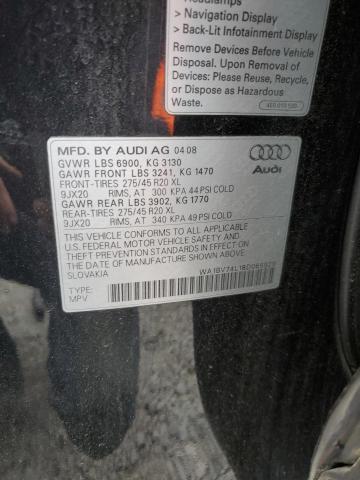 Headlamps
> Navigation Display
> Back-Lit Infotainment Display
Remove Devices Before Vehicle
Disposal. Upon Removal of
Devices: Please Reuse, Recycle,
or Dispose as Hazardous
Waste.
MFD. BY AUDI AG 04 08
GVWR LBS 6900, KG 3130
GAWR FRONT LBS 3241, KG 1470
FRONT-TIRES 275/45 R20 XL
9JX20 RIMS, AT 300 KPA 44 PSI COLD
GAWR REAR LBS 3902, KG 1770
REAR-TIRES 275/45 R20 XL
9JX20 RIMS, AT 340 KPA 49 PSI COLD
THIS VEHICLE CONFORMS TO ALL APPLICABLE
U.S. FEDERAL MOTOR VEHICLE SAFETY AND
THEFT PREVENTION STANDARDS IN EFFECT ON
THE DATE OF MANUFACTURE SHOWN ABOVE
SLOVAKIA
TYPE:
MPV
Audi